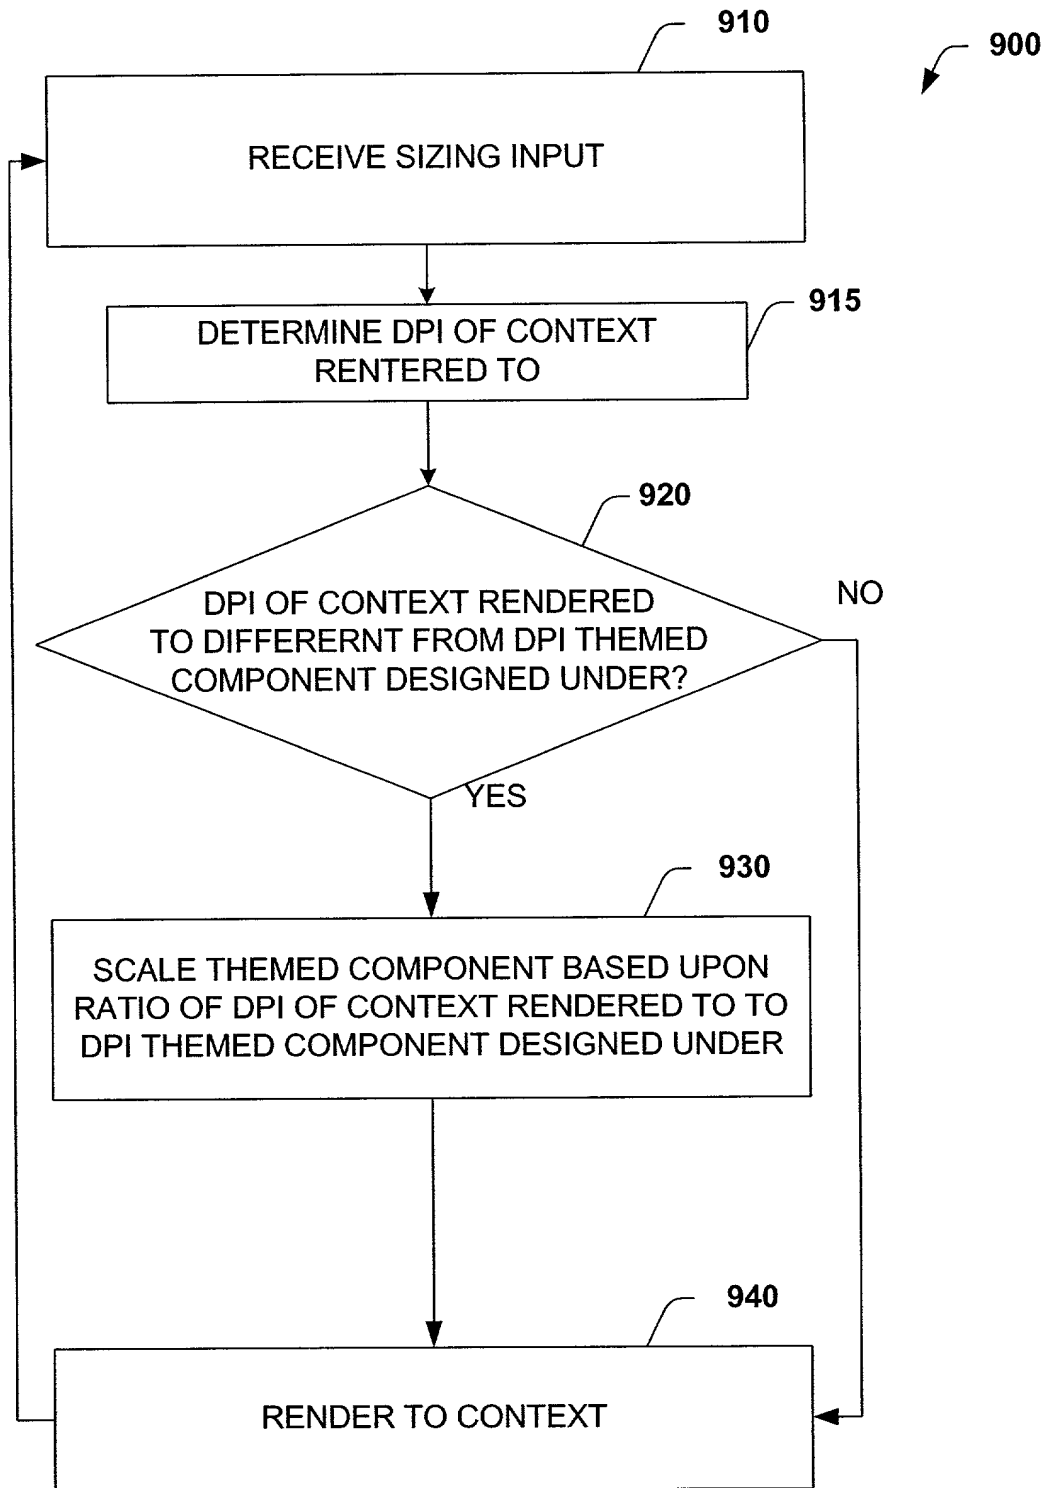 910
900
RECEIVE SIZING INPUT
915
DETERMINE DPI OF CONTEXT
RENTERED TO
920
DPI OF CONTEXT RENDERED
TO DIFFERERNT FROM DPI THEMED
COMPONENT DESIGNED UNDER?
NO
YES
930
SCALE THEMED COMPONENT BASED UPON
RATIO OF DPI OF CONTEXT RENDERED TO TO
DPI THEMED COMPONENT DESIGNED UNDER
940
RENDER TO CONTEXT